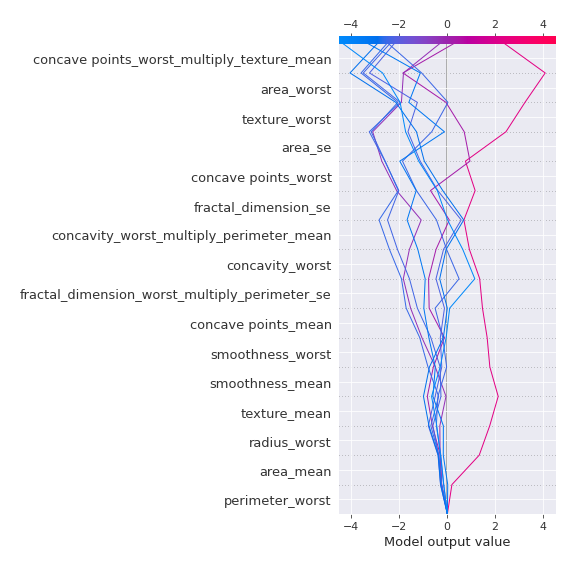 −4 −2 0 2 4
concave points_worst_multiply_texture_mean
area_worst
texture_worst
area_se
concave points_worst
fractal_dimension_se
concavity_worst_multiply_perimeter_mean
concavity_worst
fractal_dimension_worst_multiply_perimeter_se
concave points_mean
smoothness_worst
smoothness_mean
texture_mean
radius_worst
area_mean
perimeter_worst
−4 −2 0 2 4
Model output value